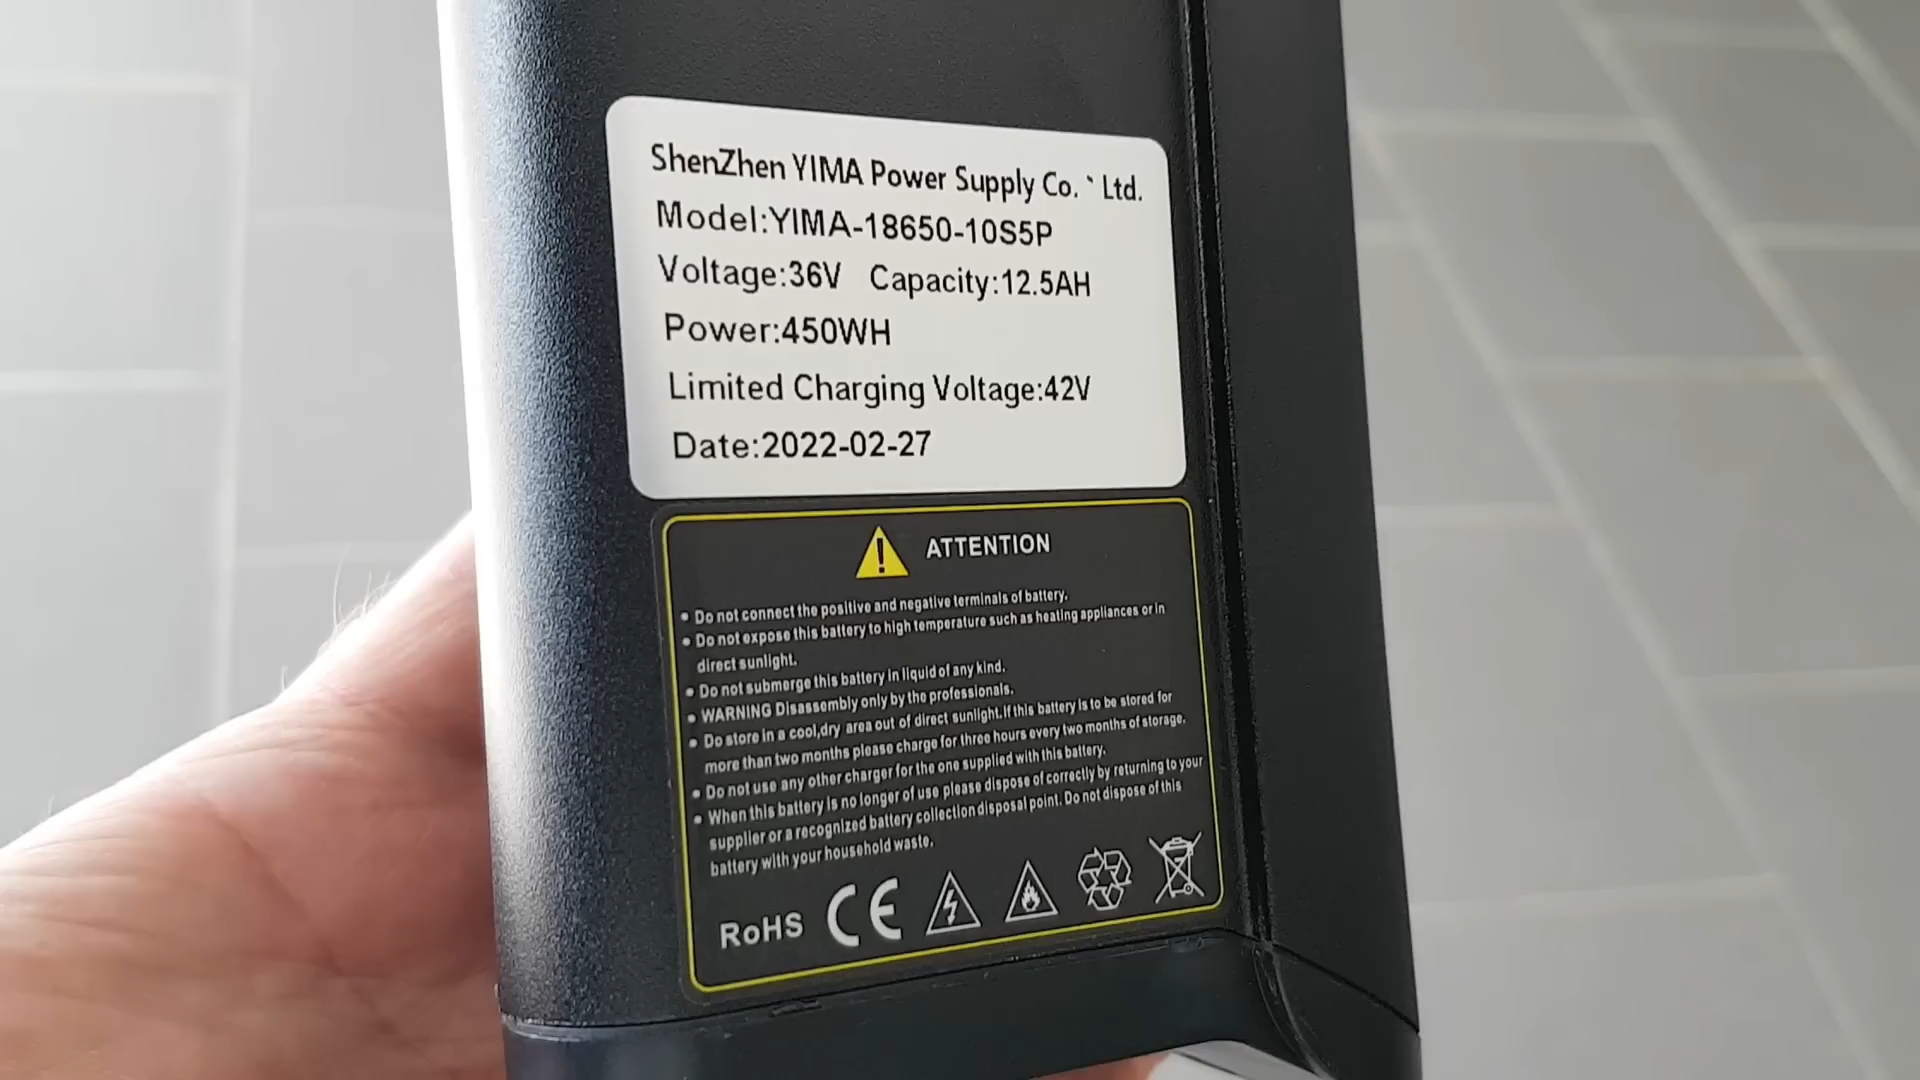 ShenZhen YIMA Power Supply Co.`Ltd.
Model:YIMA-18650-10S5P
Voltage:36V Capacity:12.5AH
Power:450WH
Limited Charging Voltage:42V
Date:2022-02-27
ATTENTION
• Do not connect the positive and negative terminals of battery.
• Do not expose this battery to high temperature such as heating appliances or in
direct sunlight.
• Do not submerge this battery in liquid of any kind.
• WARNING Disassembly only by the professionals.
• Do store in a cool,dry area out of direct sunlight.If this battery is to be stored for
more than two months please charge for three hours every two months of storage.
• Do not use any other charger for the one supplied with this battery.
• When this battery is no longer of use please dispose of correctly by returning to your
supplier or a recognized battery collection disposal point. Do not dispose of this
battery with your household waste.
RoHS CE